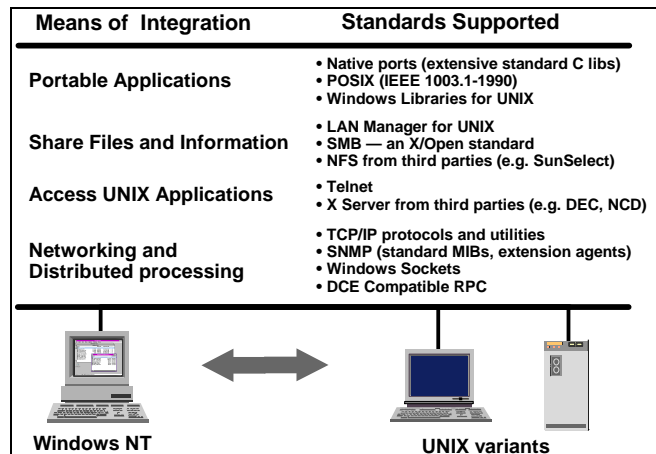 Means of Integration
Standards Supported
Portable Applications
• Native ports (extensive standard C libs)
• POSIX (IEEE 1003.1-1990)
• Windows Libraries for UNIX
Share Files and Information
• LAN Manager for UNIX
• SMB — an X/Open standard
• NFS from third parties (e.g. SunSelect)
Access UNIX Applications
• Telnet
• X Server from third parties (e.g. DEC, NCD)
Networking and
Distributed processing
• TCP/IP protocols and utilities
• SNMP (standard MIBs, extension agents)
• Windows Sockets
• DCE Compatible RPC
Windows NT
UNIX variants